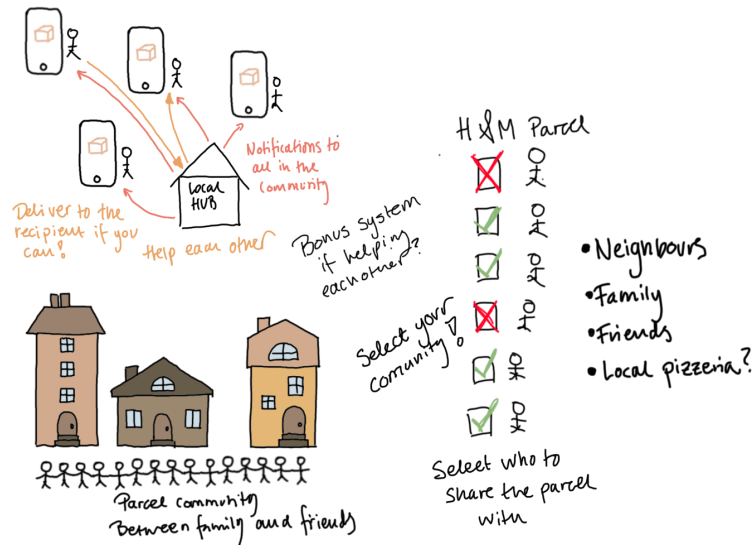 Notifications to
all in the
community
Local
HUB
Deliver to the
recipient if you
can!
Help each other
Bonus system
if helping
eachother?
Select your
comunity!
H&M Parcel
• Neighbours
• Family
• Friends
• Local pizzeria?
Select who to
share the parcel
with
Parcel community
Between family and friends